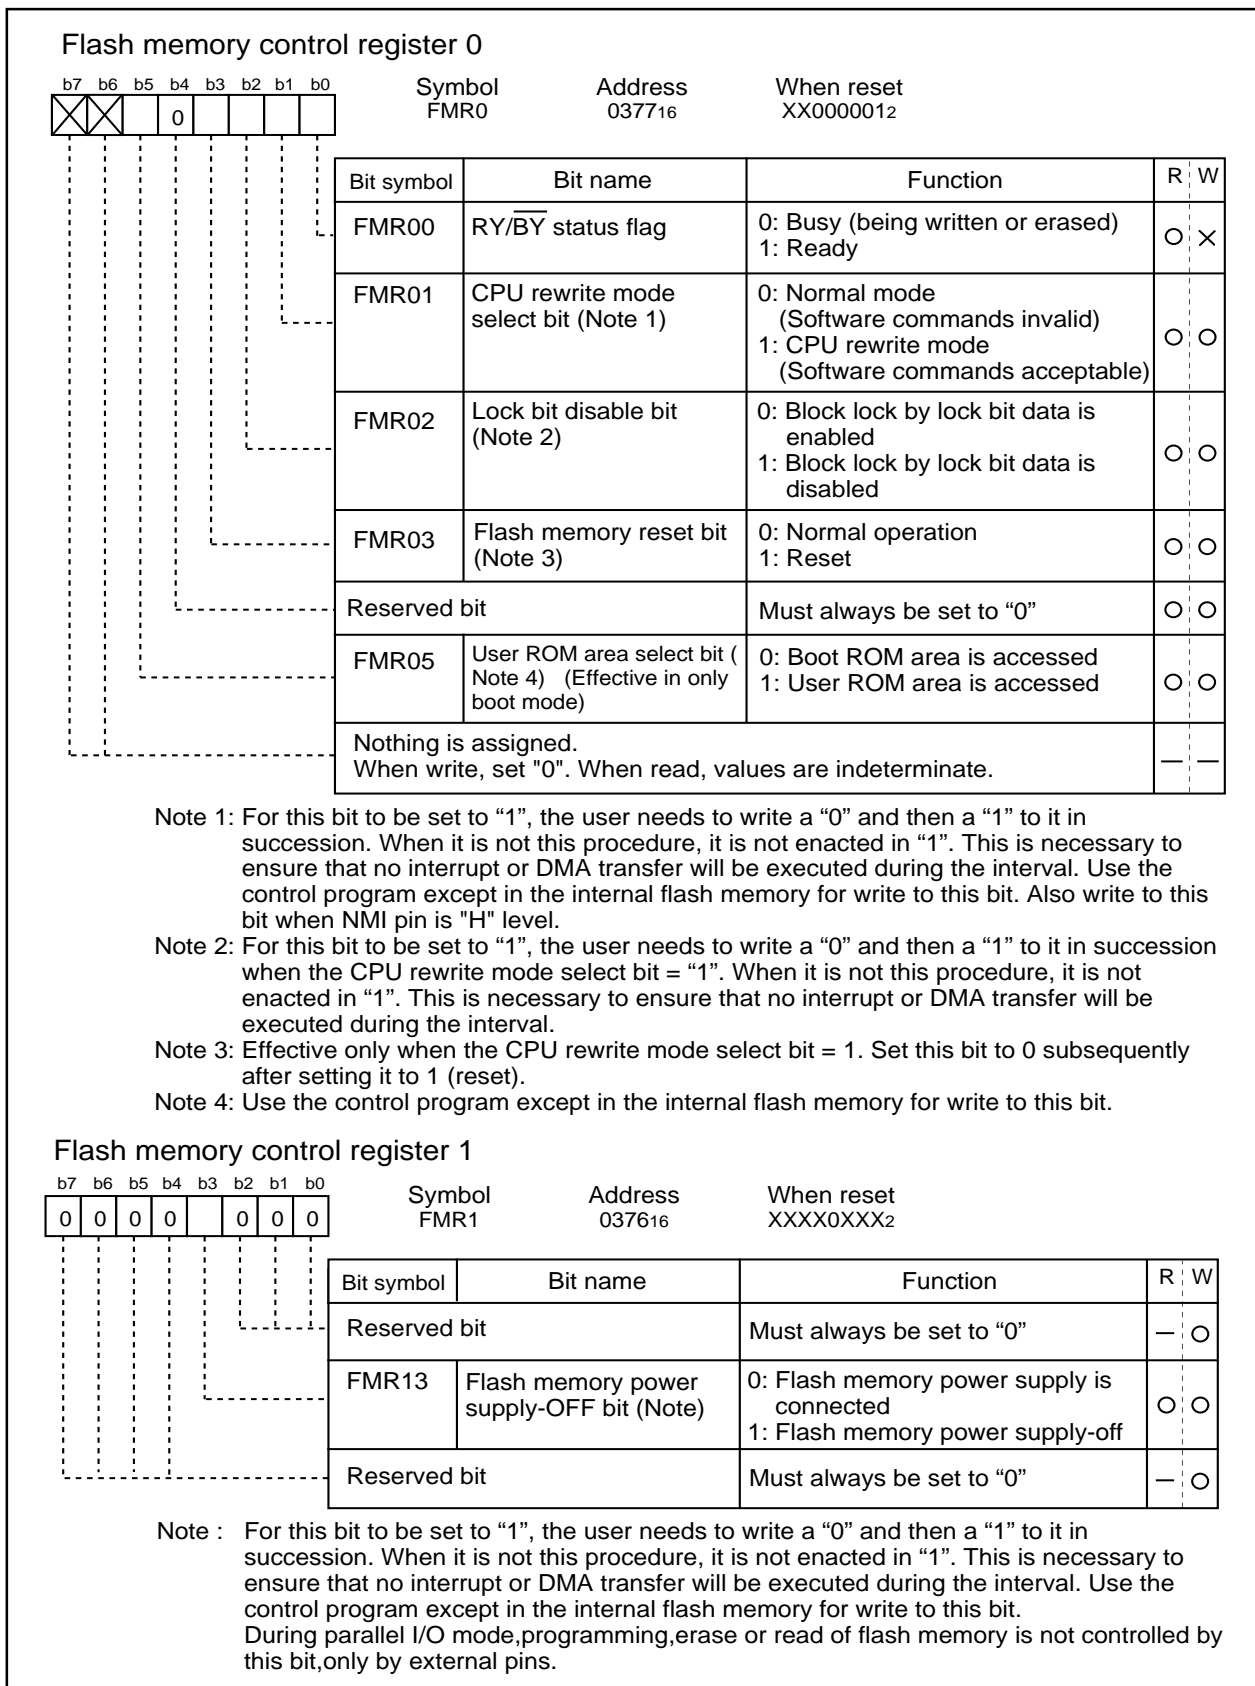 Flash memory control register 0
b7 b6 b5 b4 b3 b2 b1 b0
Symbol Address When reset
FMR0 037716 XX0000012
0
Bit symbol Bit name Function R W
FMR00 RY/BY status flag 0: Busy (being written or erased)
1: Ready
FMR01 CPU rewrite mode 0: Normal mode
select bit (Note 1) (Software commands invalid)
1: CPU rewrite mode
(Software commands acceptable)
FMR02 Lock bit disable bit 0: Block lock by lock bit data is
(Note 2) enabled
1: Block lock by lock bit data is
disabled
FMR03 Flash memory reset bit 0: Normal operation
(Note 3) 1: Reset
Reserved bit Must always be set to “0”
FMR05 User ROM area select bit ( 0: Boot ROM area is accessed
Note 4) (Effective in only 1: User ROM area is accessed
boot mode)
Nothing is assigned.
When write, set "0". When read, values are indeterminate.
Note 1: For this bit to be set to “1”, the user needs to write a “0” and then a “1” to it in
succession. When it is not this procedure, it is not enacted in “1”. This is necessary to
ensure that no interrupt or DMA transfer will be executed during the interval. Use the
control program except in the internal flash memory for write to this bit. Also write to this
bit when NMI pin is "H" level.
Note 2: For this bit to be set to “1”, the user needs to write a “0” and then a “1” to it in succession
when the CPU rewrite mode select bit = “1”. When it is not this procedure, it is not
enacted in “1”. This is necessary to ensure that no interrupt or DMA transfer will be
executed during the interval.
Note 3: Effective only when the CPU rewrite mode select bit = 1. Set this bit to 0 subsequently
after setting it to 1 (reset).
Note 4: Use the control program except in the internal flash memory for write to this bit.
Flash memory control register 1
b7 b6 b5 b4 b3 b2 b1 b0
Symbol Address When reset
0 0 0 0 0 0 0
FMR1 037616 XXXX0XXX2
Bit symbol Bit name Function R W
Reserved bit Must always be set to “0”
FMR13 Flash memory power 0: Flash memory power supply is
supply-OFF bit (Note) connected
1: Flash memory power supply-off
Reserved bit Must always be set to “0”
Note : For this bit to be set to “1”, the user needs to write a “0” and then a “1” to it in
succession. When it is not this procedure, it is not enacted in “1”. This is necessary to
ensure that no interrupt or DMA transfer will be executed during the interval. Use the
control program except in the internal flash memory for write to this bit.
During parallel I/O mode,programming,erase or read of flash memory is not controlled by
this bit,only by external pins.